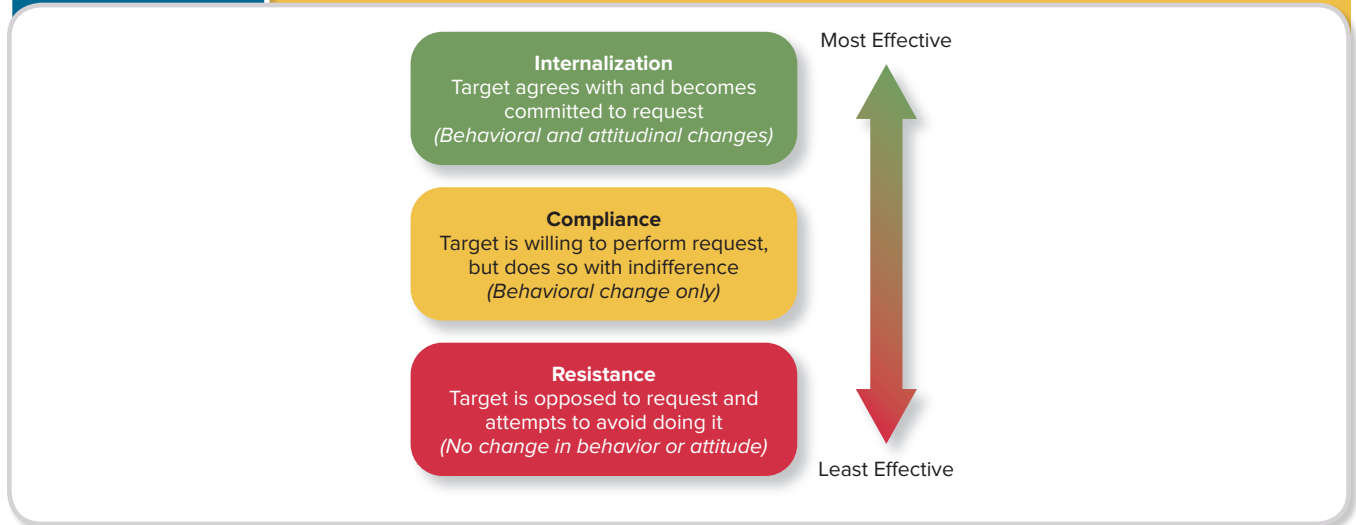 Most Effective
Internalization
Target agrees with and becomes
committed to request
(Behavioral and attitudinal changes)
Compliance
Target is willing to perform request,
but does so with indifference
(Behavioral change only)
Resistance
Target is opposed to request and
attempts to avoid doing it
(No change in behavior or attitude)
Least Effective